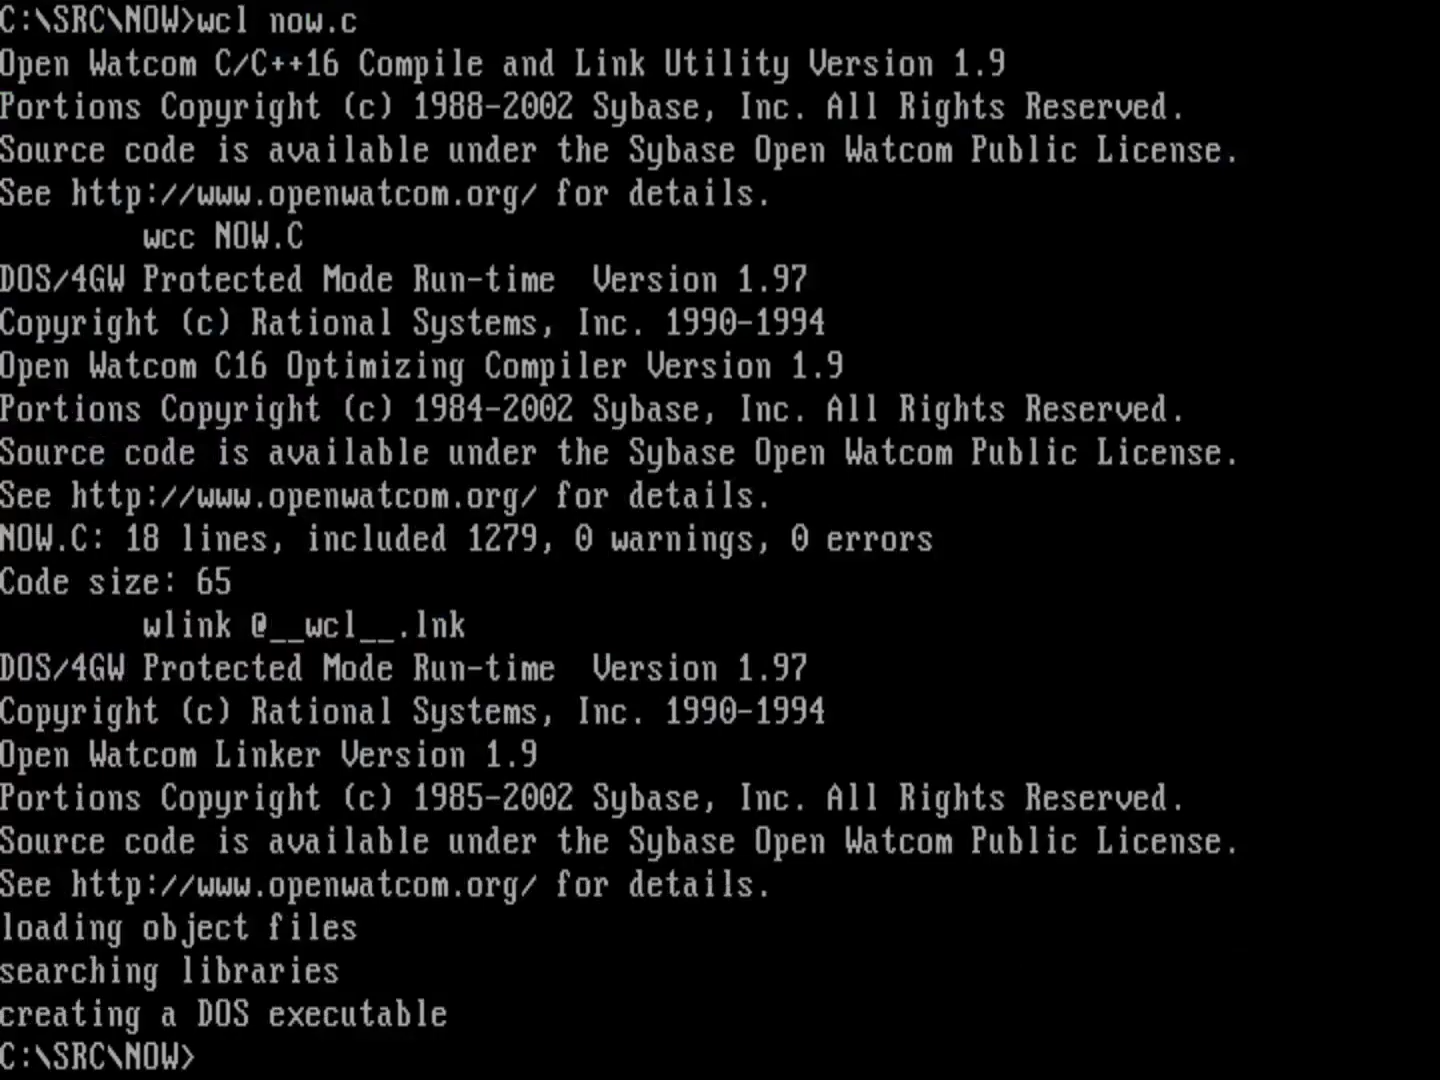 C:\SRC\NOW>wcl now.c
Open Watcom C/C++16 Compile and Link Utility Version 1.9
Portions Copyright (c) 1988-2002 Sybase, Inc. All Rights Reserved.
Source code is available under the Sybase Open Watcom Public License.
See http://www.openwatcom.org/ for details.
        wcc NOW.C
DOS/4GW Protected Mode Run-time  Version 1.97
Copyright (c) Rational Systems, Inc. 1990-1994
Open Watcom C16 Optimizing Compiler Version 1.9
Portions Copyright (c) 1984-2002 Sybase, Inc. All Rights Reserved.
Source code is available under the Sybase Open Watcom Public License.
See http://www.openwatcom.org/ for details.
NOW.C: 18 lines, included 1279, 0 warnings, 0 errors
Code size: 65
        wlink @__wcl__.lnk
DOS/4GW Protected Mode Run-time  Version 1.97
Copyright (c) Rational Systems, Inc. 1990-1994
Open Watcom Linker Version 1.9
Portions Copyright (c) 1985-2002 Sybase, Inc. All Rights Reserved.
Source code is available under the Sybase Open Watcom Public License.
See http://www.openwatcom.org/ for details.
loading object files
searching libraries
creating a DOS executable
C:\SRC\NOW>